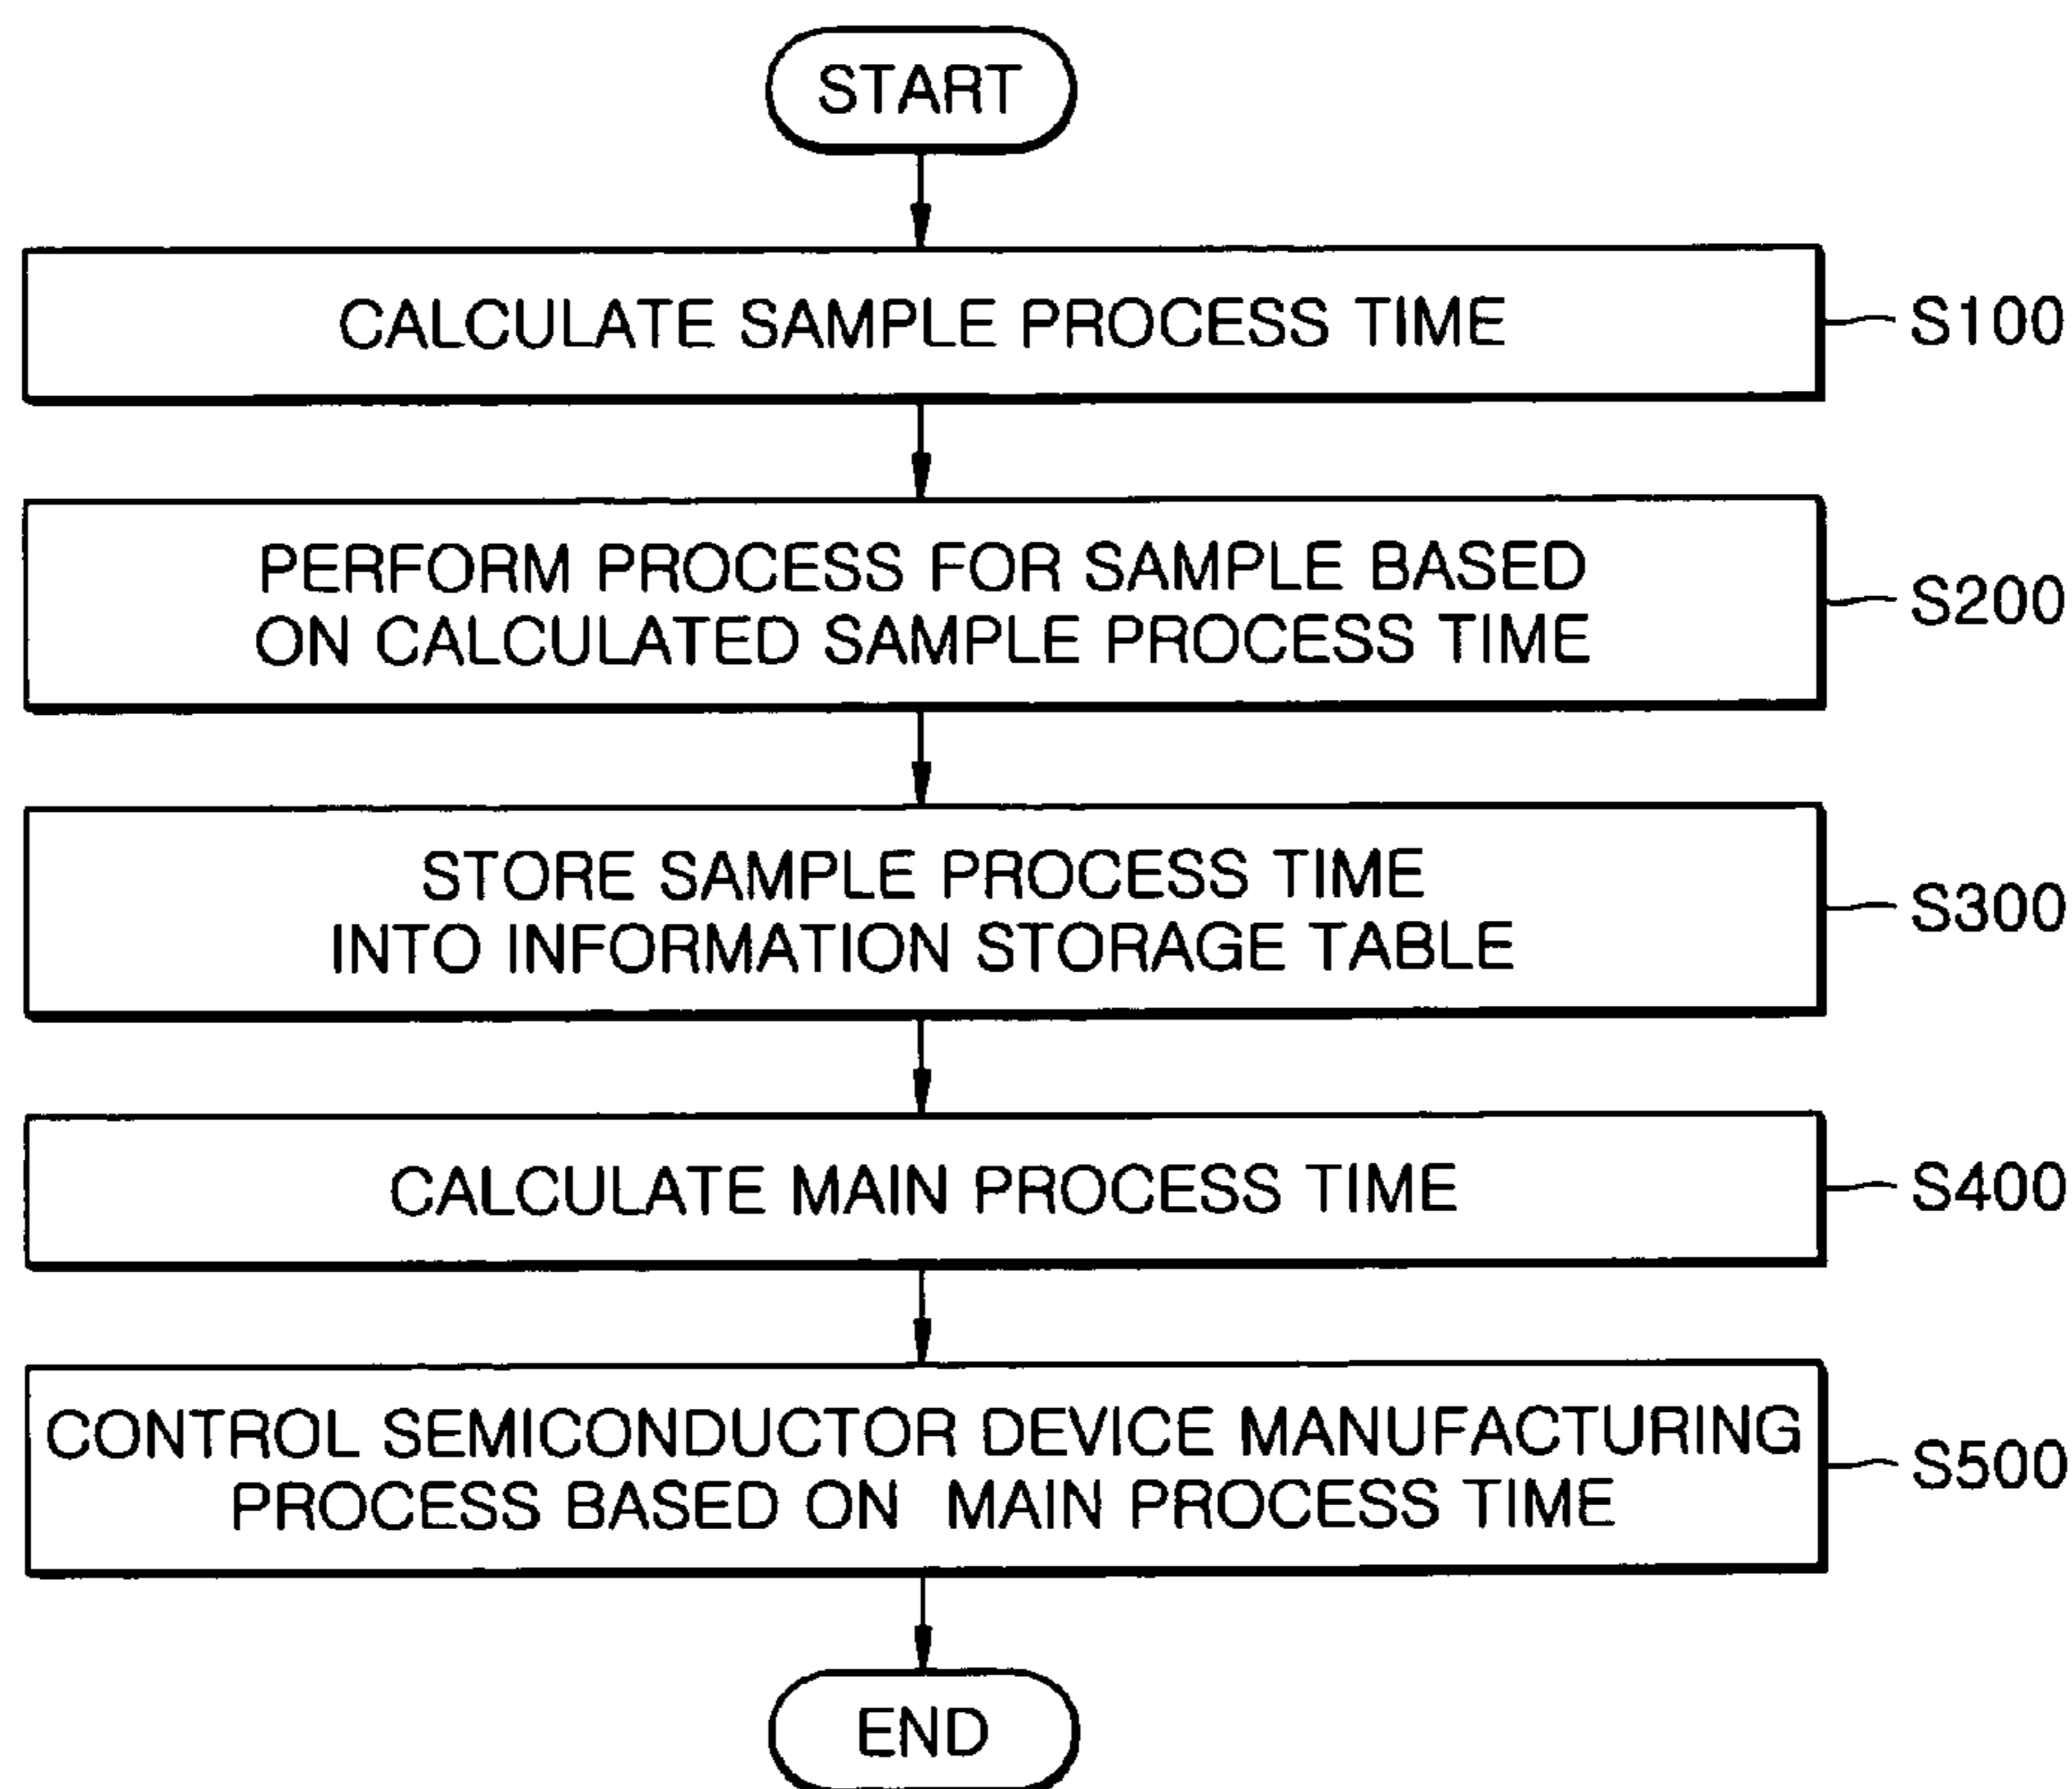 START
CALCULATE SAMPLE PROCESS TIME
S100
PERFORM PROCESS FOR SAMPLE BASED
ON CALCULATED SAMPLE PROCESS TIME
S200
STORE SAMPLE PROCESS TIME
INTO INFORMATION STORAGE TABLE
S300
CALCULATE MAIN PROCESS TIME
S400
CONTROL SEMICONDUCTOR DEVICE MANUFACTURING
PROCESS BASED ON MAIN PROCESS TIME
S500
END